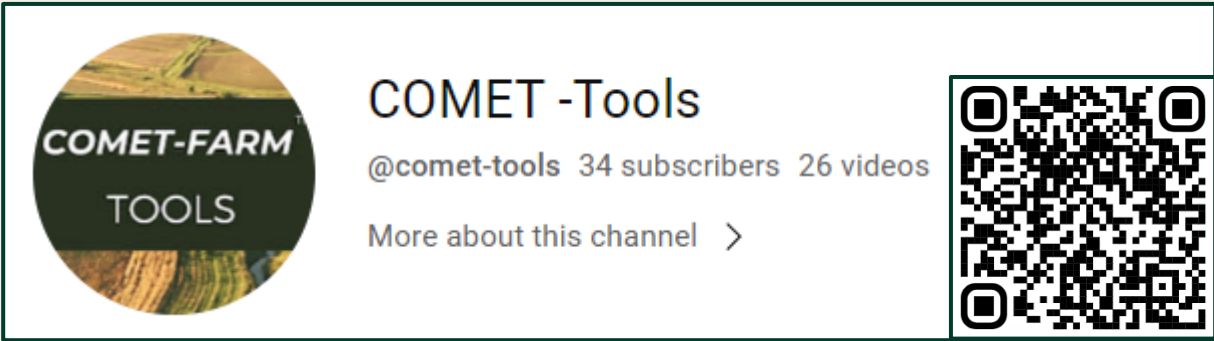 COMET-FARM
TOOLS
COMET -Tools
@comet-tools 34 subscribers 26 videos
More about this channel >